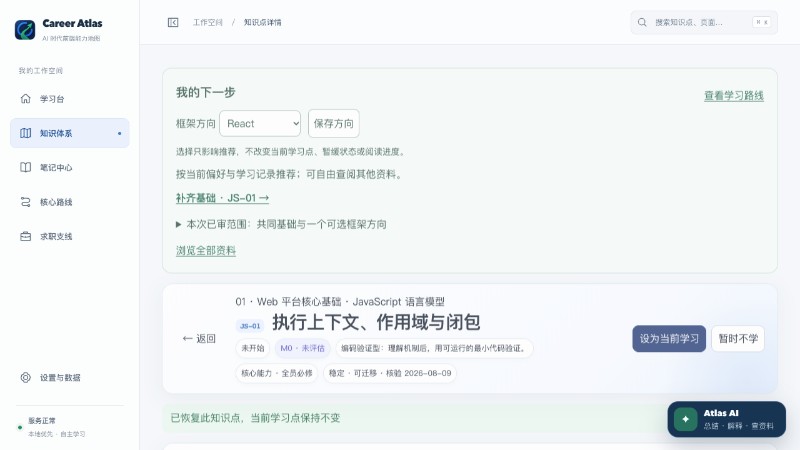 Career Atlas
AI 时代前端能力地图
我的工作空间
学习台
知识体系
笔记中心
核心路线
求职支线
设置与数据
服务正常
本地优先 · 自主学习
工作空间 / 知识点详情
搜索知识点、页面...
我的下一步
查看学习路线
框架方向 React 保存方向
选择只影响推荐，不改变当前学习点、暂缓状态或阅读进度。
按当前偏好与学习记录推荐；可自由查阅其他资料。
补齐基础 · JS-01 →
▶ 本次已审范围：共同基础与一个可选框架方向
浏览全部资料
← 返回
01 · Web 平台核心基础 · JavaScript 语言模型
JS-01 执行上下文、作用域与闭包
未开始 M0 · 未评估 编码验证型：理解机制后，用可运行的最小代码验证。
核心能力 · 全员必修 稳定 · 可迁移 · 核验 2026-08-09
设为当前学习 暂时不学
已恢复此知识点，当前学习点保持不变
Atlas AI
总结 · 解释 · 查资料